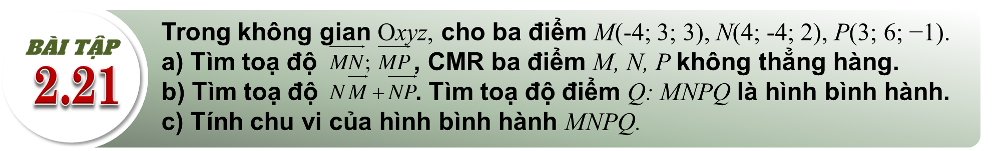 BÀI TẬP
2.21
Trong không gian Oxyz, cho ba điểm M(-4; 3; 3), N(4; -4; 2), P(3; 6; −1).
a) Tìm toạ độ $\overrightarrow{MN}$; $\overrightarrow{MP}$, CMR ba điểm M, N, P không thẳng hàng.
b) Tìm toạ độ $\overrightarrow{NM}$ + $\overrightarrow{NP}$. Tìm toạ độ điểm Q: MNPQ là hình bình hành.
c) Tính chu vi của hình bình hành MNPQ.